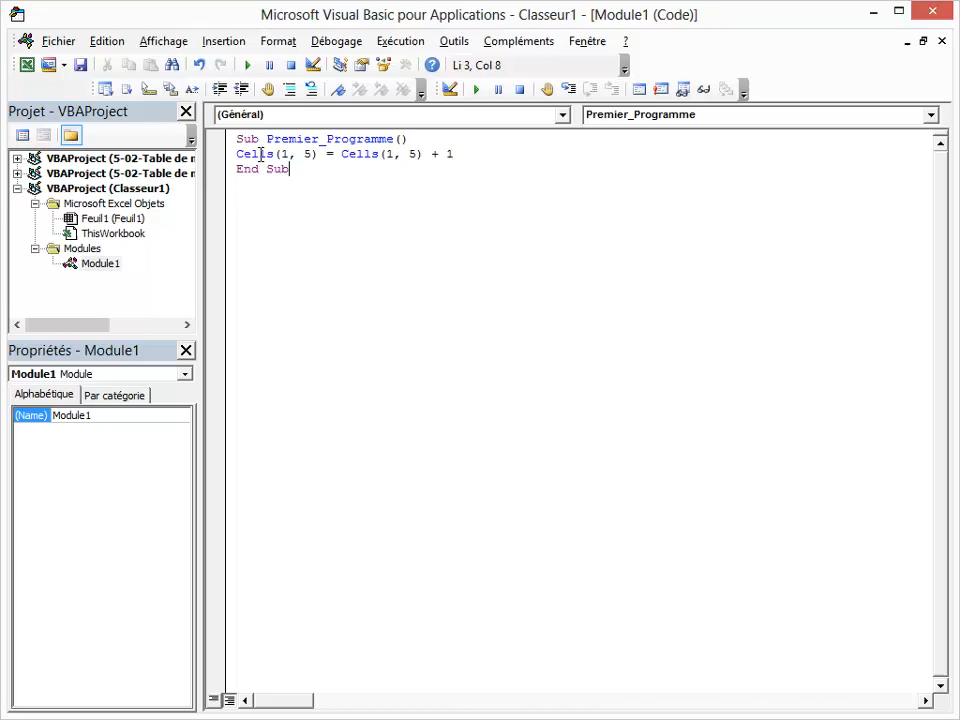 Microsoft Visual Basic pour Applications - Classeur1 - [Module1 (Code)]
Fichier Edition Affichage Insertion Format Débogage Exécution Outils Compléments Fenêtre ?
Li 3, Col 8
Projet - VBAProject
(Général)
Premier_Programme
VBAProject (5-02-Table de
VBAProject (5-02-Table de
VBAProject (Classeur1)
Microsoft Excel Objets
Feuil1 (Feuil1)
ThisWorkbook
Modules
Module1
Sub Premier_Programme()
Cells(1, 5) = Cells(1, 5) + 1
End Sub
Propriétés - Module1
Module1 Module
Alphabétique Par catégorie
(Name) Module1